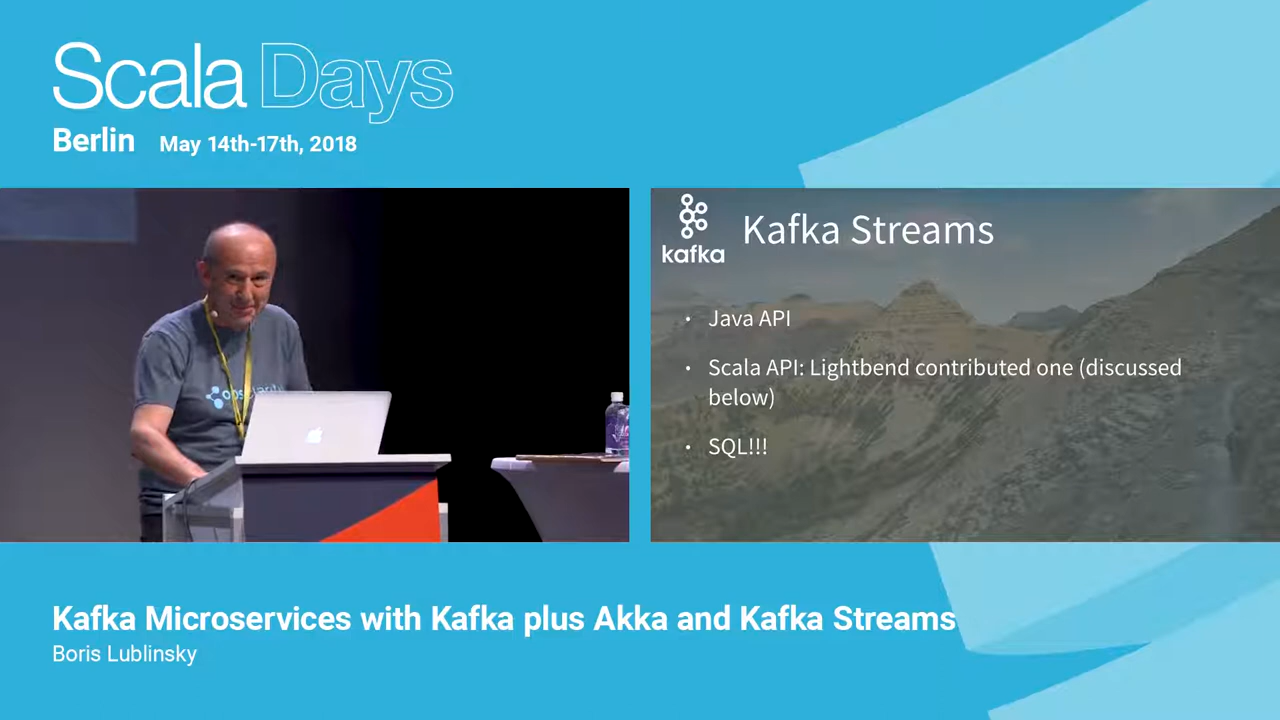 Scala Days
Berlin May 14th-17th, 2018
kafka
Kafka Streams
• Java API
• Scala API: Lightbend contributed one (discussed
below)
• SQL!!!
Kafka Microservices with Kafka plus Akka and Kafka Streams
Boris Lublinsky